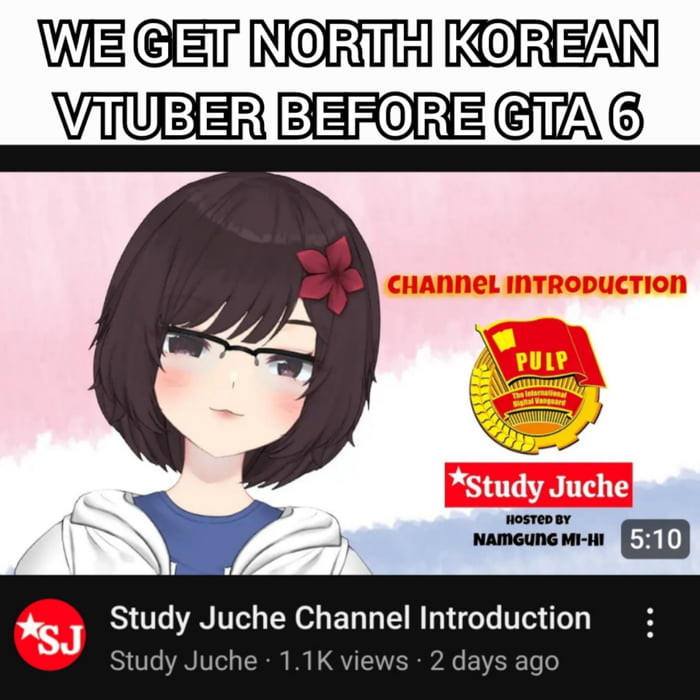 WE GET NORTH KOREAN
VTUBER BEFORE GTA 6
CHANNEL INTRODUCTION
PULP
The International
Digital Vanguard
Study Juche
HOSTED BY
NAMGUNG MI-HI
5:10
SJ
Study Juche Channel Introduction
Study Juche · 1.1K views · 2 days ago